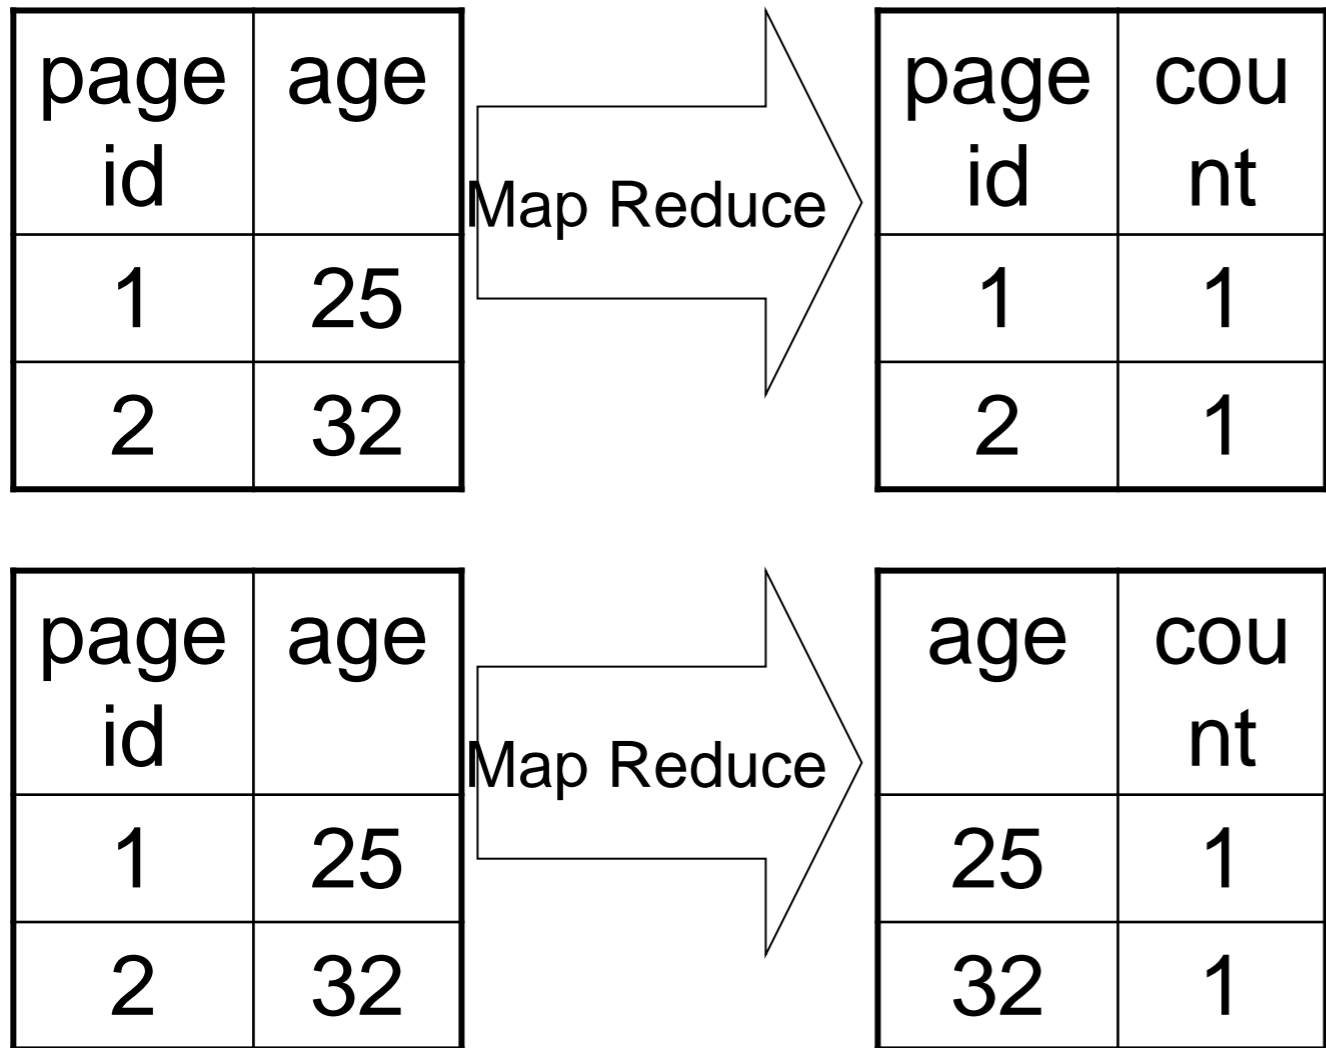 page age
id
1 25
2 32
Map Reduce
page cou
id nt
1 1
2 1
page age
id
1 25
2 32
Map Reduce
age cou
nt
25 1
32 1